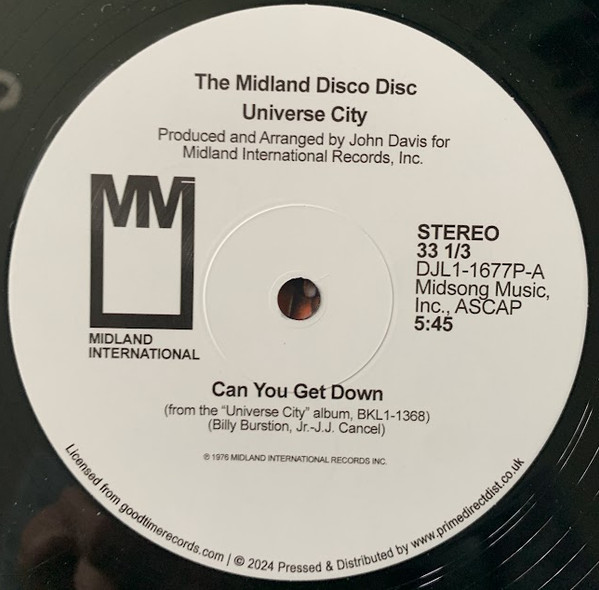 The Midland Disco Disc
Universe City
Produced and Arranged by John Davis for
Midland International Records, Inc.
MM
MIDLAND
INTERNATIONAL
STEREO
33 1/3
DJL1-1677P-A
Midsong Music,
Inc., ASCAP
5:45
Can You Get Down
(from the "Universe City" album, BKL1-1368)
(Billy Burstion, Jr.-J.J. Cancel)
℗ 1976 MIDLAND INTERNATIONAL RECORDS INC.
Licensed from goodtimerecords.com | © 2024 Pressed & Distributed by www.primedirectdist.co.uk